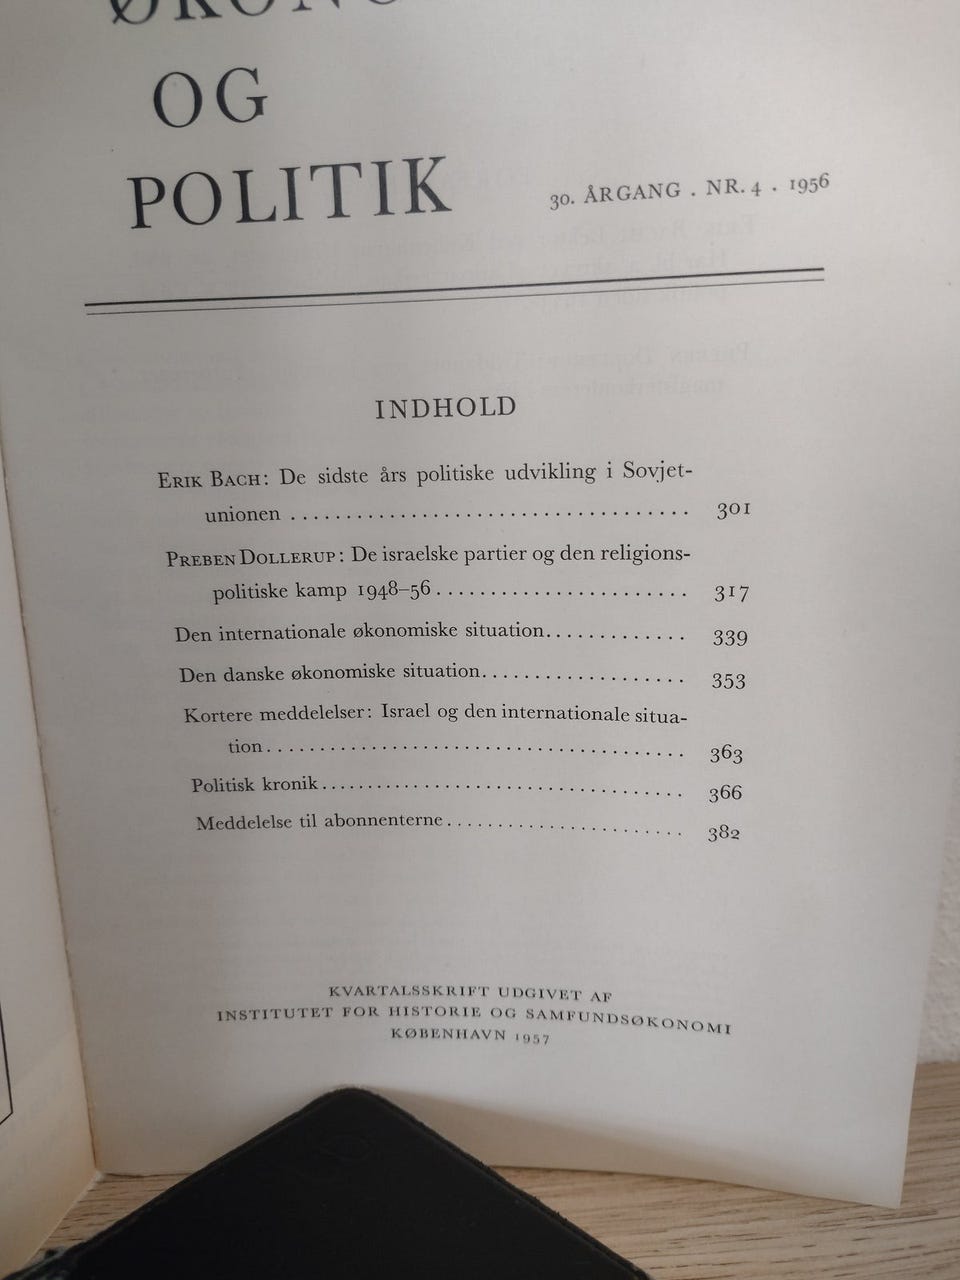 ØKONO
OG
POLITIK
30. ÅRGANG . NR. 4 . 1956
INDHOLD
ERIK BACH: De sidste års politiske udvikling i Sovjet-
unionen .................................... 301
PREBEN DOLLERUP: De israelske partier og den religions-
politiske kamp 1948–56....................... 317
Den internationale økonomiske situation............. 339
Den danske økonomiske situation................... 353
Kortere meddelelser: Israel og den internationale situa-
tion....................................... 363
Politisk kronik.................................. 366
Meddelelse til abonnenterne....................... 382
KVARTALSSKRIFT UDGIVET AF
INSTITUTET FOR HISTORIE OG SAMFUNDSØKONOMI
KØBENHAVN 1957